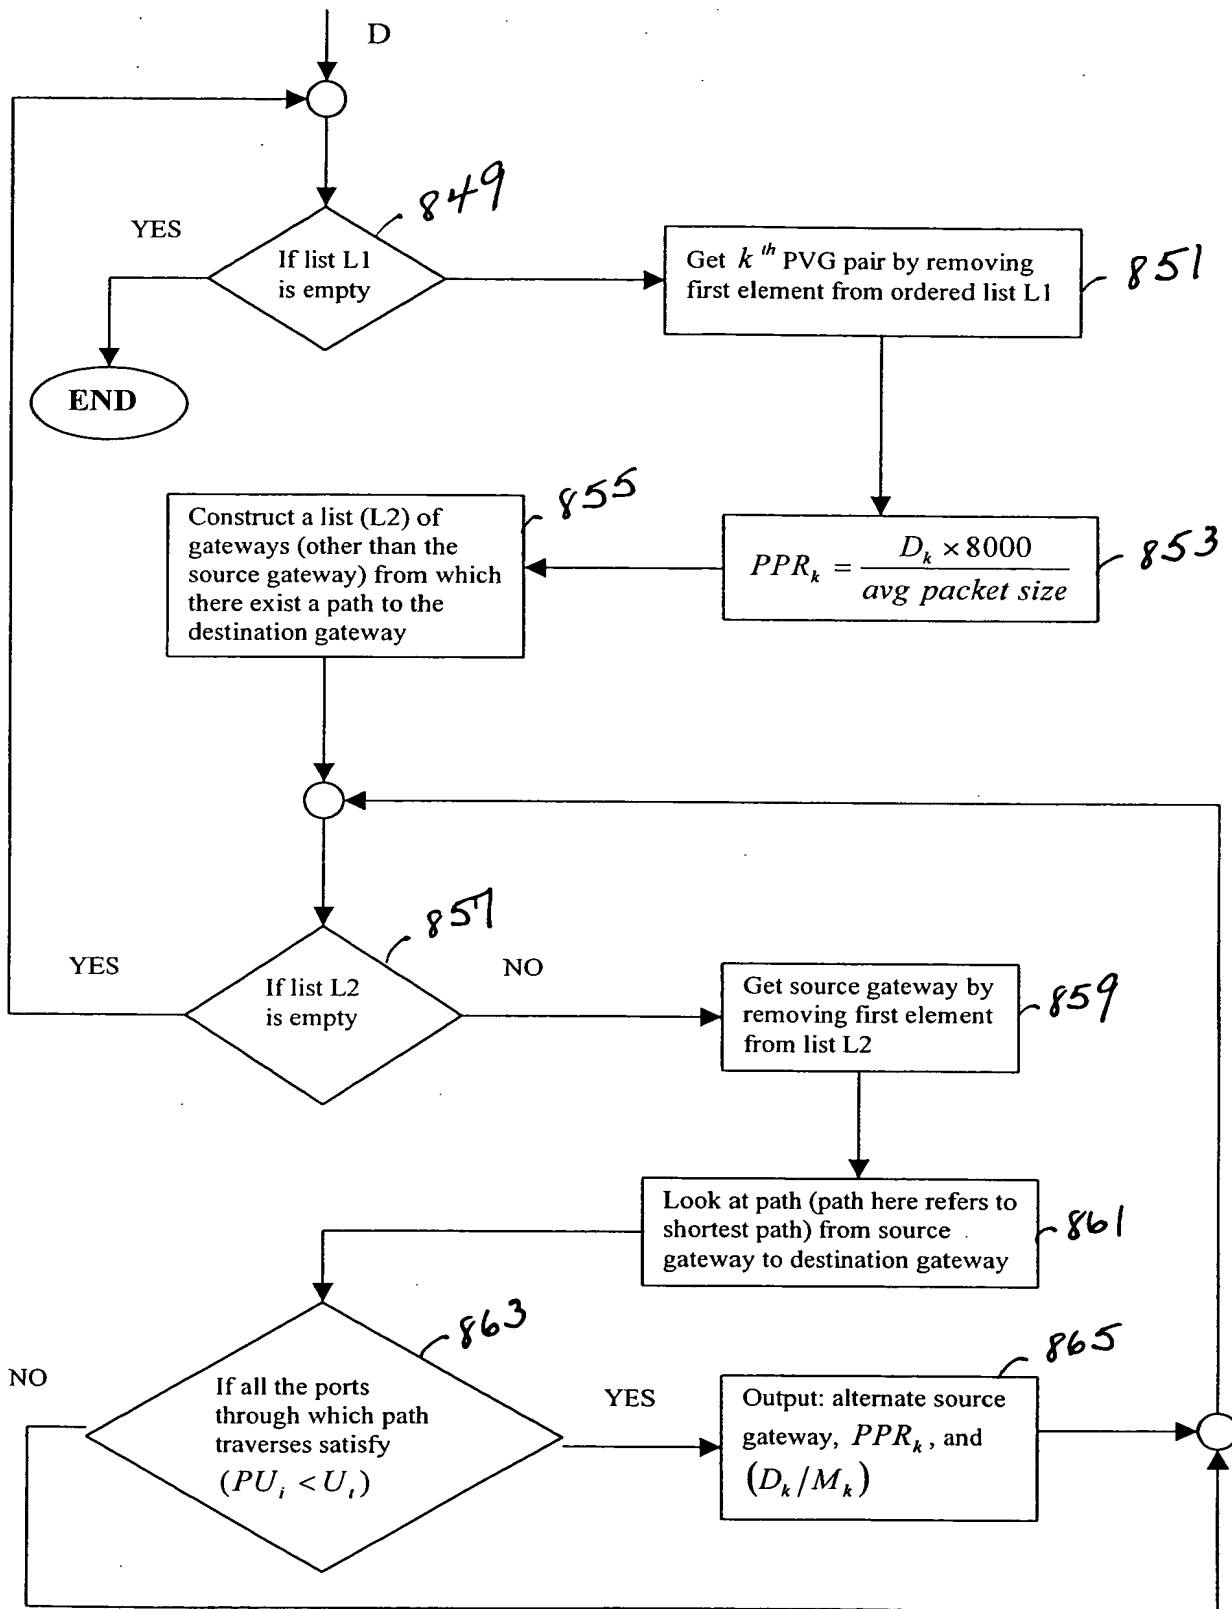 D
849
YES
If list L1
is empty
Get k th PVG pair by removing
first element from ordered list L1
851
END
855
Construct a list (L2) of
gateways (other than the
source gateway) from which
there exist a path to the
destination gateway
PPR_k = D_k × 8000 / avg packet size
853
857
YES
NO
If list L2
is empty
Get source gateway by
removing first element
from list L2
859
Look at path (path here refers to
shortest path) from source
gateway to destination gateway
861
863
865
NO
If all the ports
through which path
traverses satisfy
(PU_i < U_t)
YES
Output: alternate source
gateway, PPR_k, and
(D_k/M_k)